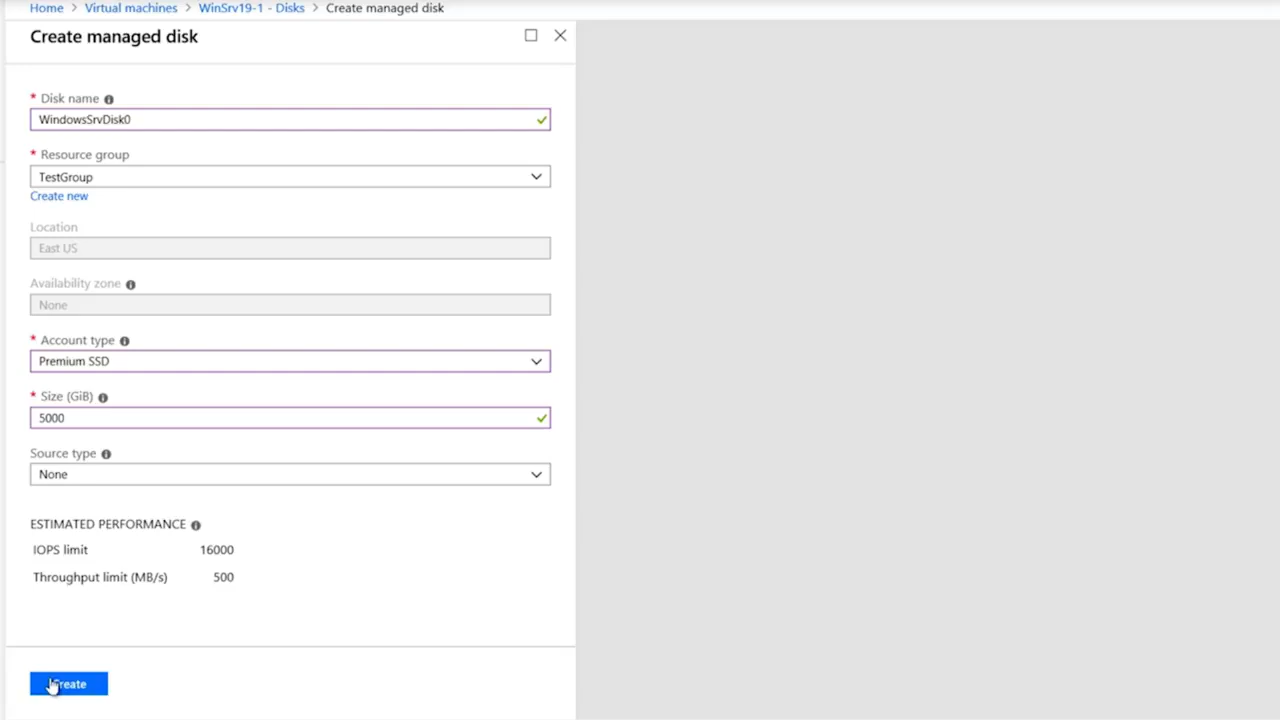 Home > Virtual machines > WinSrv19-1 - Disks > Create managed disk
Create managed disk
* Disk name
WindowsSrvDisk0
* Resource group
TestGroup
Create new
Location
East US
Availability zone
None
* Account type
Premium SSD
* Size (GiB)
5000
Source type
None
ESTIMATED PERFORMANCE
IOPS limit 16000
Throughput limit (MB/s) 500
Create